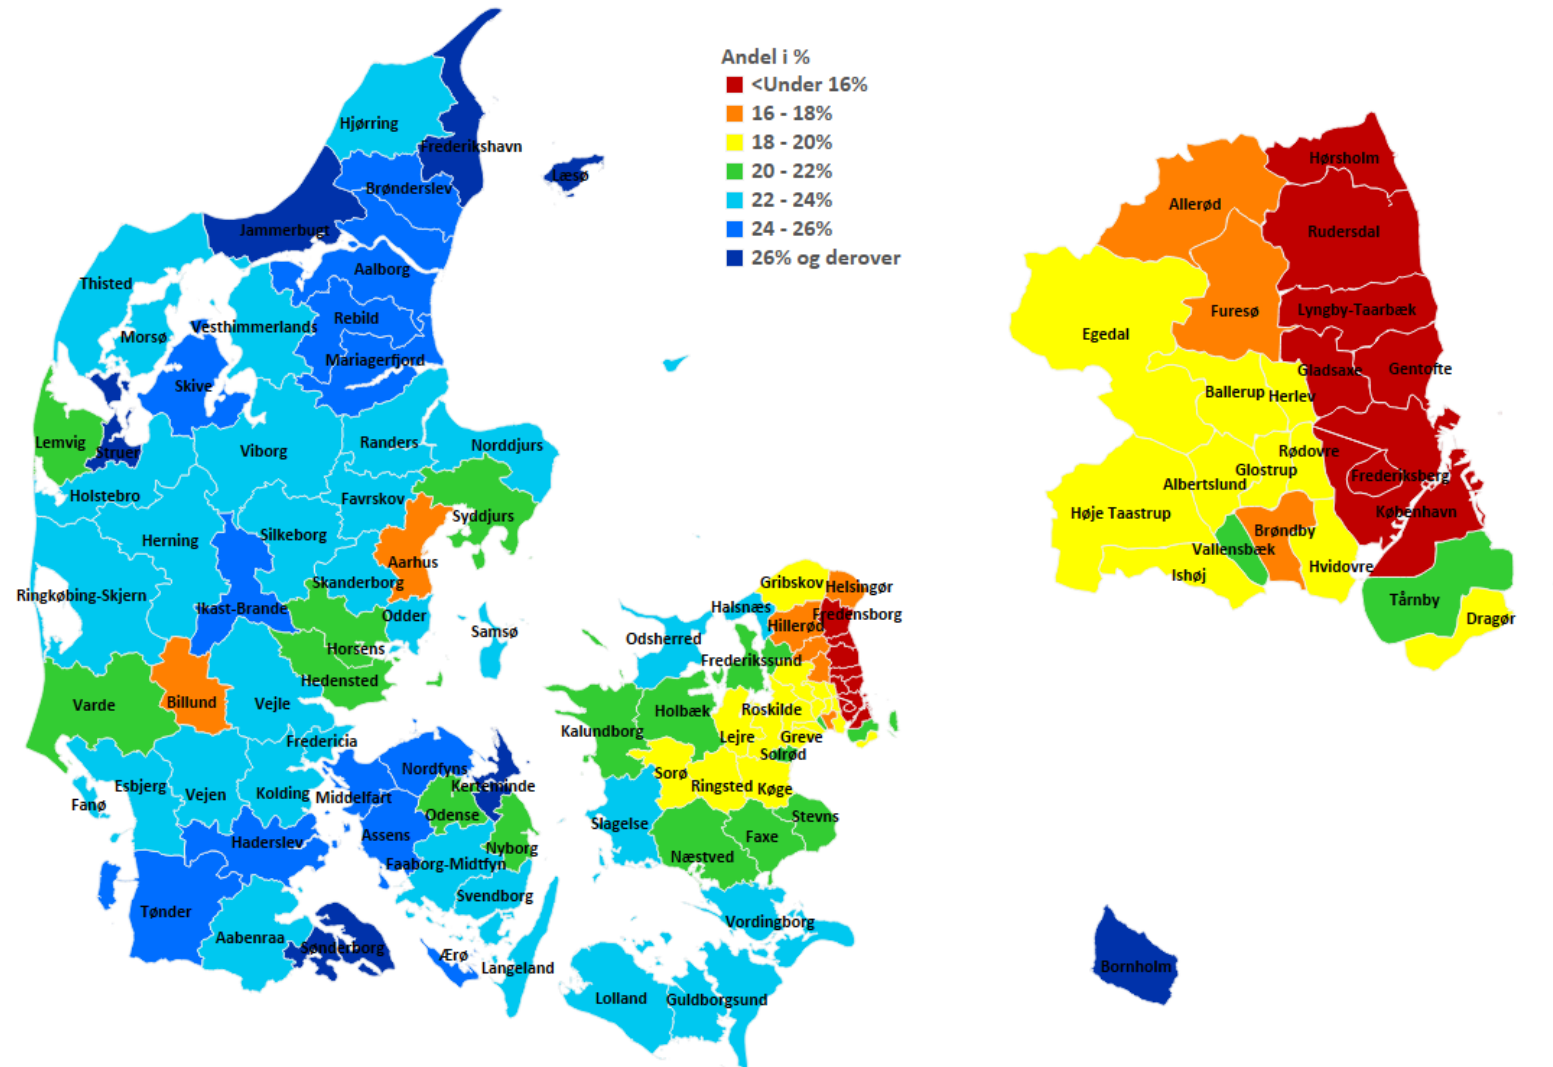 Andel i %
<Under 16%
16 - 18%
18 - 20%
20 - 22%
22 - 24%
24 - 26%
26% og derover
Hjørring
Frederikshavn
Læsø
Brønderslev
Jammerbugt
Aalborg
Thisted
Rebild
Vesthimmerlands
Morsø
Mariagerfjord
Skive
Lemvig
Struer
Viborg
Randers
Norddjurs
Holstebro
Favrskov
Syddjurs
Herning
Silkeborg
Aarhus
Skanderborg
Ringkøbing-Skjern
Ikast-Brande
Odder
Samsø
Horsens
Hedensted
Varde
Billund
Vejle
Fredericia
Esbjerg
Vejen
Kolding
Fanø
Haderslev
Tønder
Aabenraa
Sønderborg
Nordfyns
Middelfart
Kerteminde
Odense
Assens
Nyborg
Faaborg-Midtfyn
Svendborg
Ærø
Langeland
Gribskov
Helsingør
Halsnæs
Fredensborg
Hillerød
Odsherred
Frederikssund
Holbæk
Roskilde
Kalundborg
Lejre
Greve
Solrød
Sorø
Ringsted
Køge
Slagelse
Stevns
Faxe
Næstved
Vordingborg
Lolland
Guldborgsund
Hørsholm
Allerød
Rudersdal
Furesø
Lyngby-Taarbæk
Egedal
Gladsaxe
Gentofte
Ballerup
Herlev
Rødovre
Glostrup
Frederiksberg
Albertslund
Høje Taastrup
København
Brøndby
Vallensbæk
Hvidovre
Ishøj
Tårnby
Dragør
Bornholm